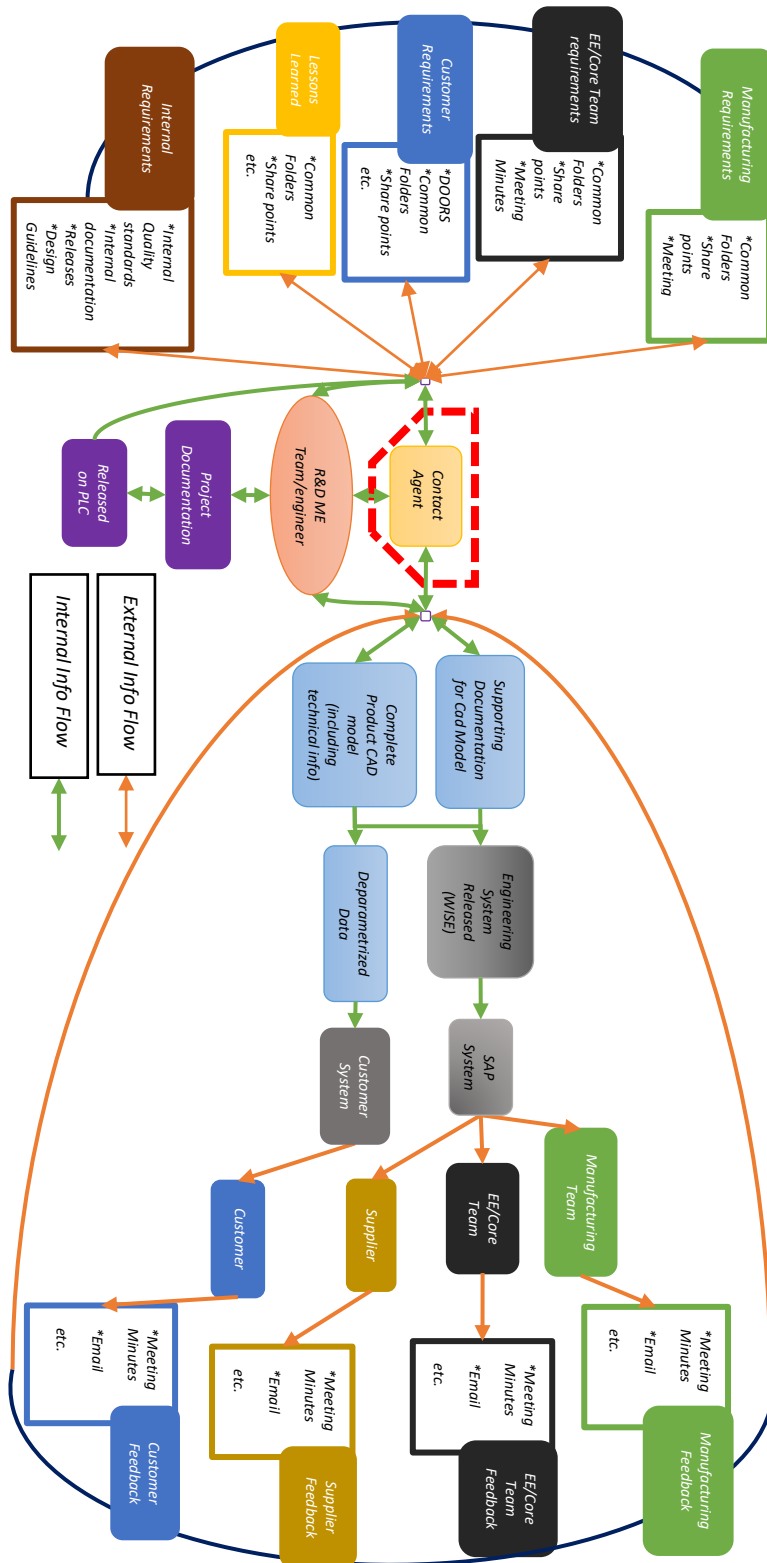 Manufacturing
Requirements
*Common
Folders
*Share
points
*Meeting
EE/Core Team
requirements
*Common
Folders
*Share
points
*Meeting
Minutes
Customer
Requirements
*DOORS
*Common
Folders
*Share points
etc.
Lessons
Learned
*Common
Folders
*Share points
etc.
Internal
Requirements
*Internal
Quality
standards
*Internal
documentation
*Releases
*Design
Guidelines
Contact
Agent
R&D ME
Team/engineer
Project
Documentation
Released
on PLC
Supporting
Documentation
for Cad Model
Complete
Product CAD
model
(including
technical info)
External Info Flow
Internal Info Flow
Engineering
System
Released
(WISE)
Deparametrized
Data
SAP
System
Customer
System
Manufacturing
Team
EE/Core
Team
Supplier
Customer
*Meeting
Minutes
*Email
etc.
Manufacturing
Feedback
*Meeting
Minutes
*Email
etc.
EE/Core
Team
Feedback
*Meeting
Minutes
*Email
etc.
Supplier
Feedback
*Meeting
Minutes
*Email
etc.
Customer
Feedback